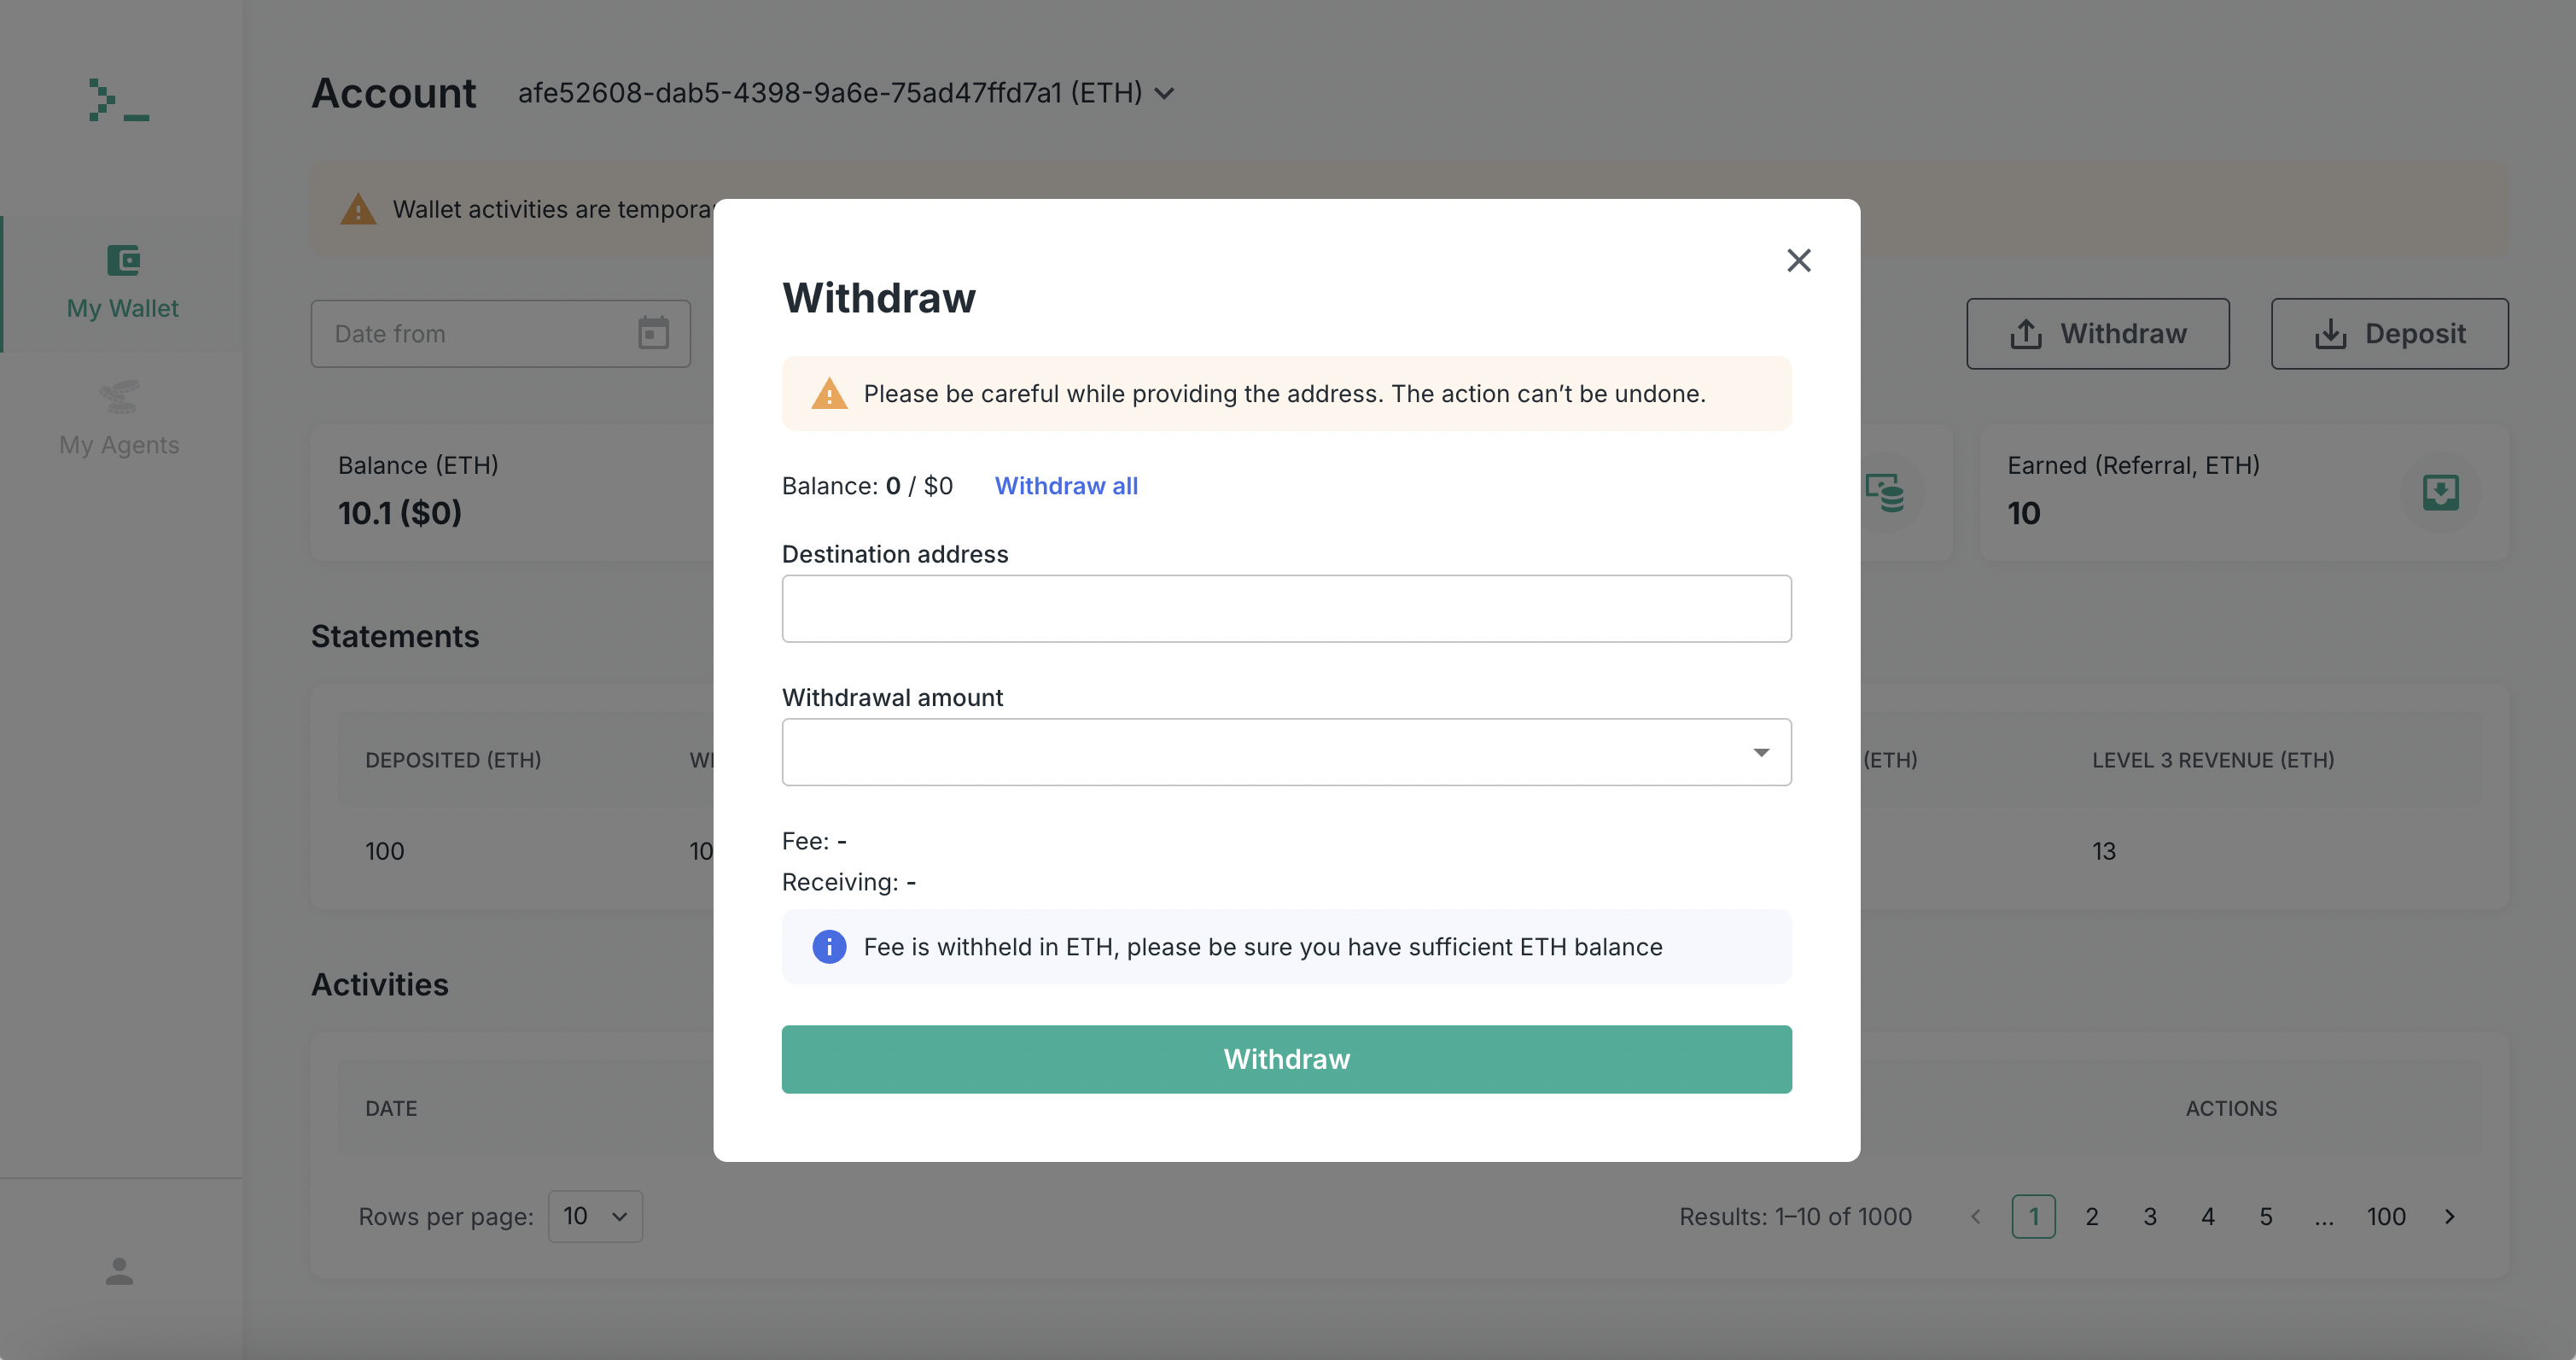 Account afe52608-dab5-4398-9a6e-75ad47ffd7a1 (ETH)
Wallet activities are
My Wallet
My Agents
Date from
Withdraw
Deposit
Balance (ETH)
10.1 ($0)
Earned (Referral, ETH)
10
Statements
DEPOSITED (ETH)
(ETH)
LEVEL 3 REVENUE (ETH)
100
10
13
Activities
DATE
ACTIONS
Rows per page: 10
Results: 1–10 of 1000
1 2 3 4 5 ... 100
Withdraw
Please be careful while providing the address. The action can’t be undone.
Balance: 0 / $0 Withdraw all
Destination address
Withdrawal amount
Fee: -
Receiving: -
Fee is withheld in ETH, please be sure you have sufficient ETH balance
Withdraw